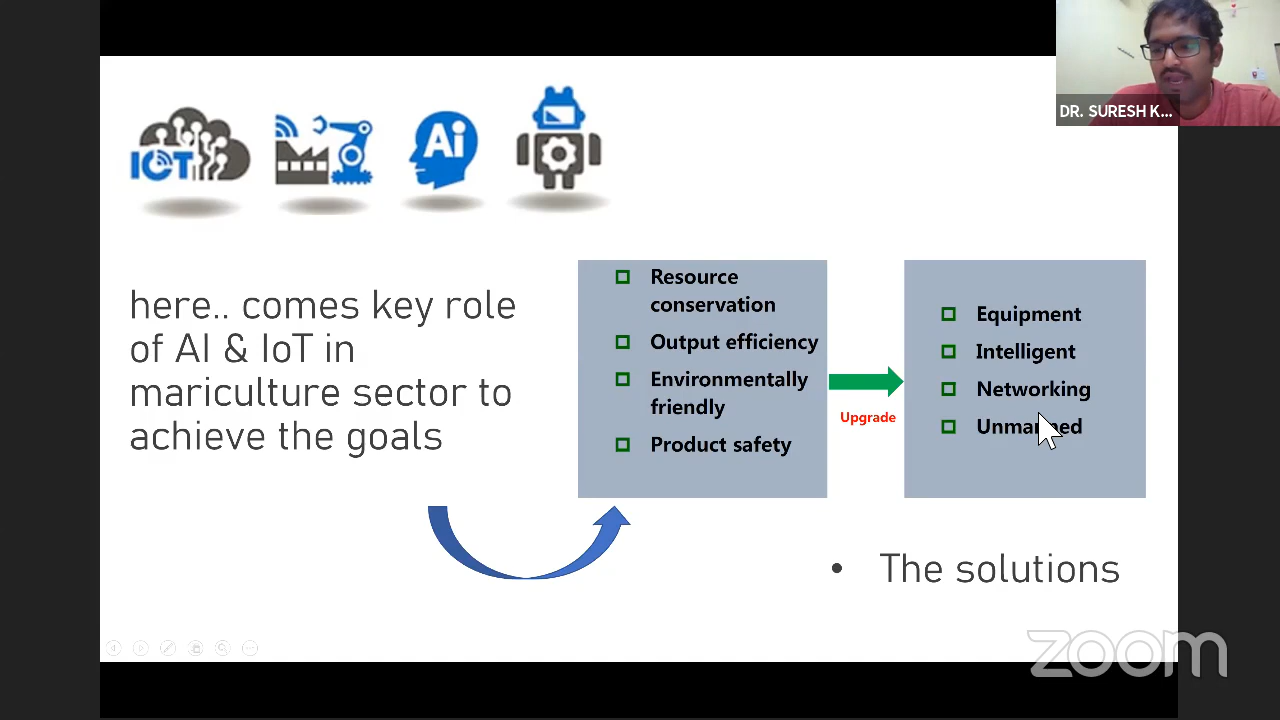 DR. SURESH K...
IOT
Ai
here.. comes key role
of AI & IoT in
mariculture sector to
achieve the goals
Resource
conservation
Output efficiency
Environmentally
friendly
Product safety
Upgrade
Equipment
Intelligent
Networking
Unmanned
• The solutions
zoom